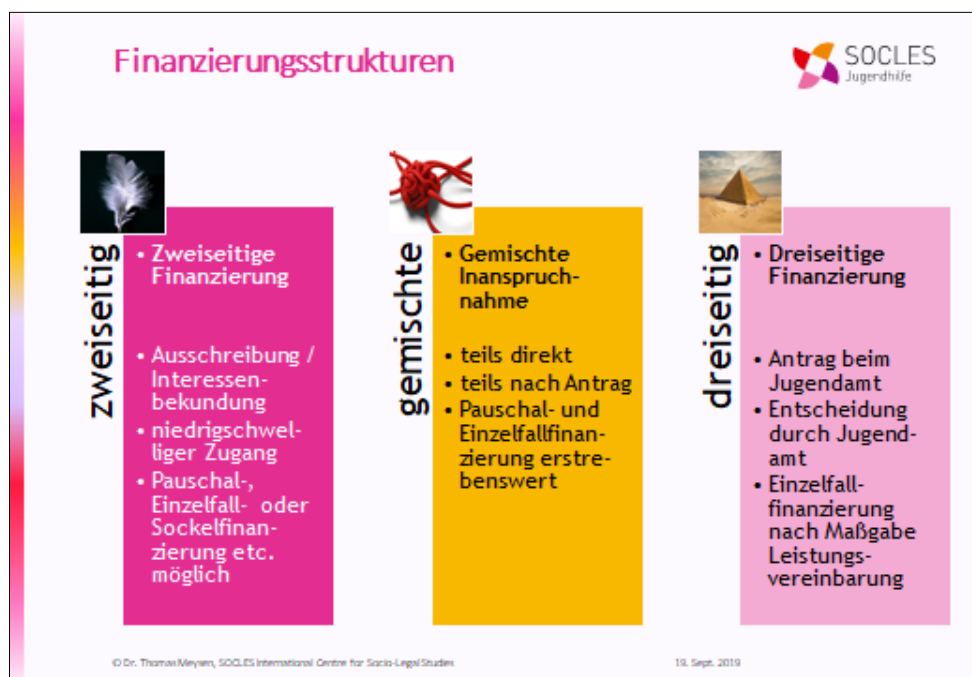 Finanzierungsstrukturen
SOCLES
Jugendhilfe
zweiseitig
• Zweiseitige
Finanzierung
• Ausschreibung /
Interessen-
bekundung
• niedrigschwel-
liger Zugang
• Pauschal-,
Einzelfall- oder
Sockelfinan-
zierung etc.
möglich
gemischte
• Gemischte
Inanspruch-
nahme
• teils direkt
• teils nach Antrag
• Pauschal- und
Einzelfallfinan-
zierung erstre-
benswert
dreiseitig
• Dreiseitige
Finanzierung
• Antrag beim
Jugendamt
• Entscheidung
durch Jugend-
amt
• Einzelfall-
finanzierung
nach Maßgabe
Leistungs-
vereinbarung
© Dr. Thomas Meysen, SOCLES International Centre for Socio-Legal Studies
19. Sept. 2019